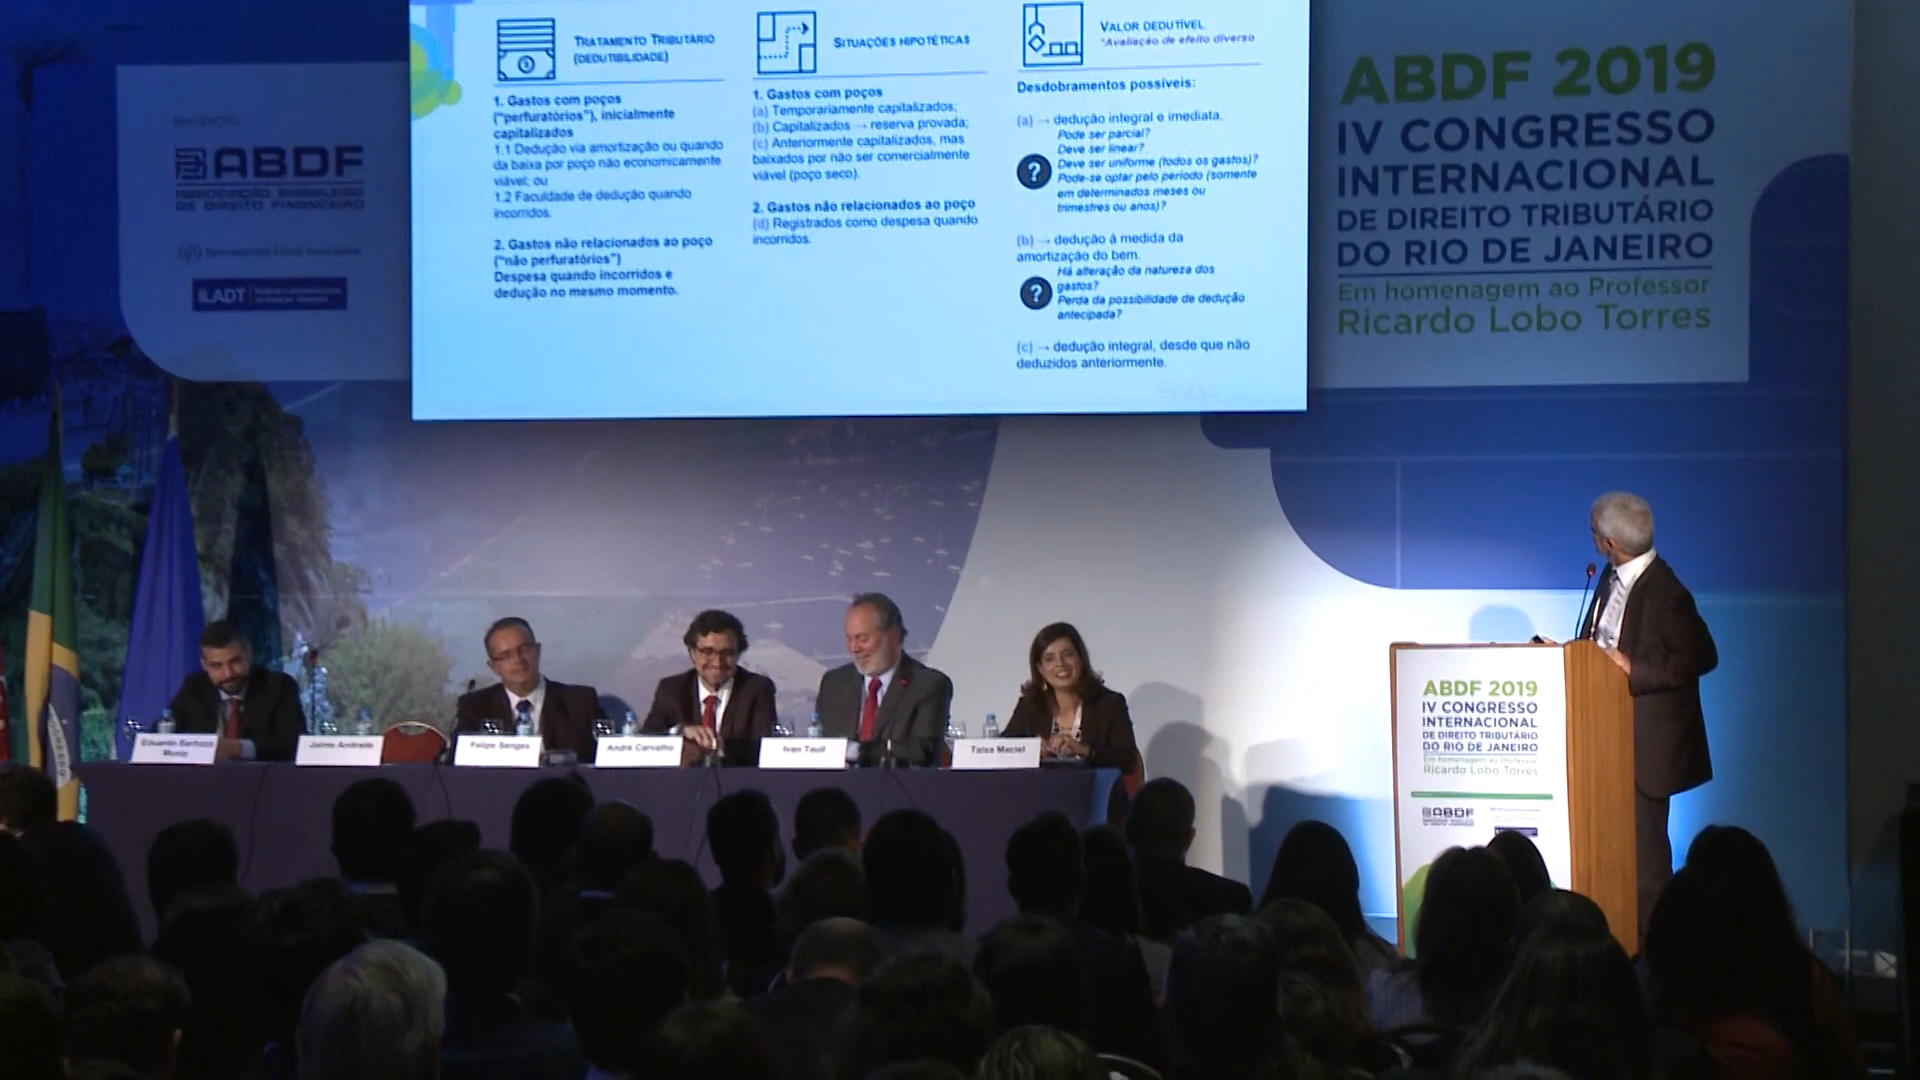 Realização:
ABDF
ASSOCIAÇÃO BRASILEIRA
DE DIREITO FINANCEIRO
International Fiscal Association
ILADT
TRATAMENTO TRIBUTÁRIO
(DEDUTIBILIDADE)
1. Gastos com poços
("perfuratórios"), inicialmente
capitalizados
1.1 Dedução via amortização ou quando
da baixa por poço não economicamente
viável; ou
1.2 Faculdade de dedução quando
incorridos.
2. Gastos não relacionados ao poço
("não perfuratórios")
Despesa quando incorridos e
dedução no mesmo momento.
SITUAÇÕES HIPOTÉTICAS
1. Gastos com poços
(a) Temporariamente capitalizados;
(b) Capitalizados → reserva provada;
(c) Anteriormente capitalizados, mas
baixados por não ser comercialmente
viável (poço seco).
2. Gastos não relacionados ao poço
(d) Registrados como despesa quando
incorridos.
VALOR DEDUTÍVEL
*Avaliação de efeito diverso
Desdobramentos possíveis:
(a) → dedução integral e imediata.
Pode ser parcial?
Deve ser linear?
? Deve ser uniforme (todos os gastos)?
Pode-se optar pelo período (somente
em determinados meses ou
trimestres ou anos)?
(b) → dedução à medida da
amortização do bem.
Há alteração da natureza dos
? gastos?
Perda da possibilidade de dedução
antecipada?
(c) → dedução integral, desde que não
deduzidos anteriormente.
ABDF 2019
IV CONGRESSO
INTERNACIONAL
DE DIREITO TRIBUTÁRIO
DO RIO DE JANEIRO
Em homenagem ao Professor
Ricardo Lobo Torres
Eduardo Barboza
Muniz
Jaime Andrade
Felipe Senges
André Carvalho
Ivan Tauil
Taísa Maciel
ABDF 2019
IV CONGRESSO
INTERNACIONAL
DE DIREITO TRIBUTÁRIO
DO RIO DE JANEIRO
Em homenagem ao Professor
Ricardo Lobo Torres
ABDF